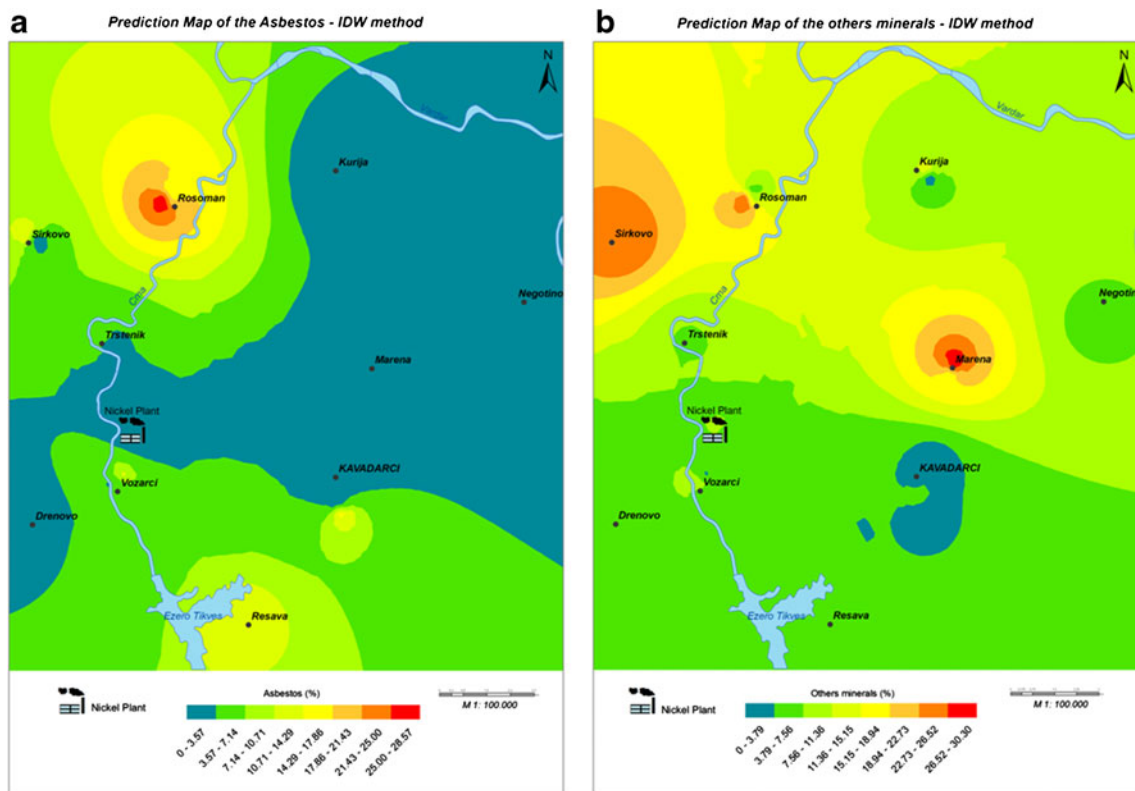 a
Prediction Map of the Asbestos - IDW method
N
Vardar
Kurija
Rosoman
Sirkovo
Crna
Negotino
Trstenik
Marena
Nickel Plant
KAVADARCI
Vozarci
Drenovo
Ezero Tikves
Resava
Asbestos (%)
Nickel Plant
M 1: 100.000
0 - 3.57
3.57 - 7.14
7.14 - 10.71
10.71 - 14.29
14.29 - 17.86
17.86 - 21.43
21.43 - 25.00
25.00 - 28.57
b
Prediction Map of the others minerals - IDW method
N
Vardar
Kurija
Rosoman
Sirkovo
Crna
Negotin
Trstenik
Marena
Nickel Plant
KAVADARCI
Vozarci
Drenovo
Ezero Tikves
Resava
Others minerals (%)
Nickel Plant
M 1: 100.000
0 - 3.79
3.79 - 7.56
7.56 - 11.36
11.36 - 15.15
15.15 - 18.94
18.94 - 22.73
22.73 - 26.52
26.52 - 30.30